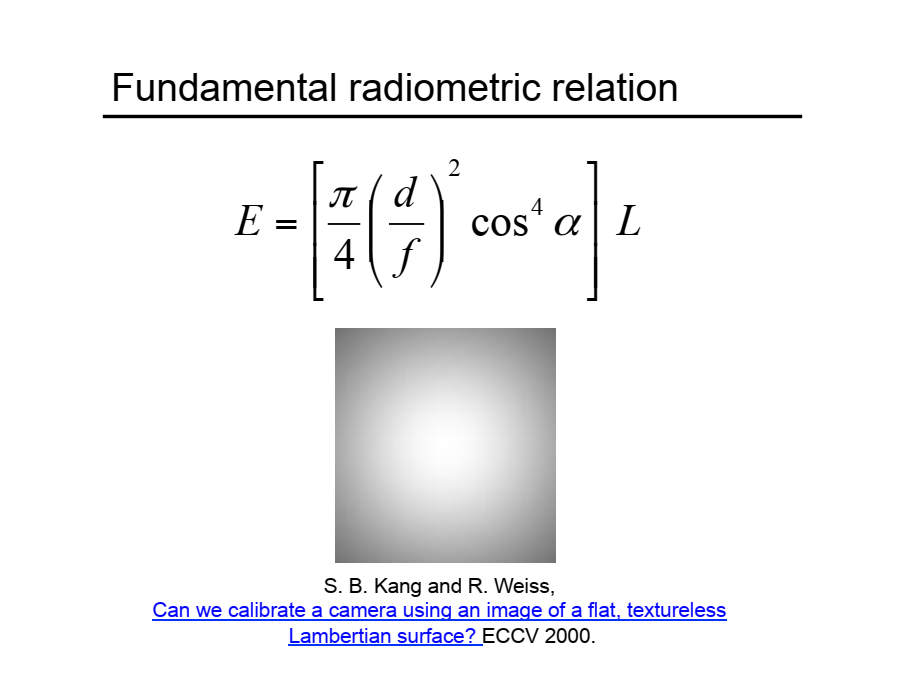 Fundamental radiometric relation
E = [ π/4 ( d/f )² cos⁴ α ] L
S. B. Kang and R. Weiss,
Can we calibrate a camera using an image of a flat, textureless
Lambertian surface? ECCV 2000.